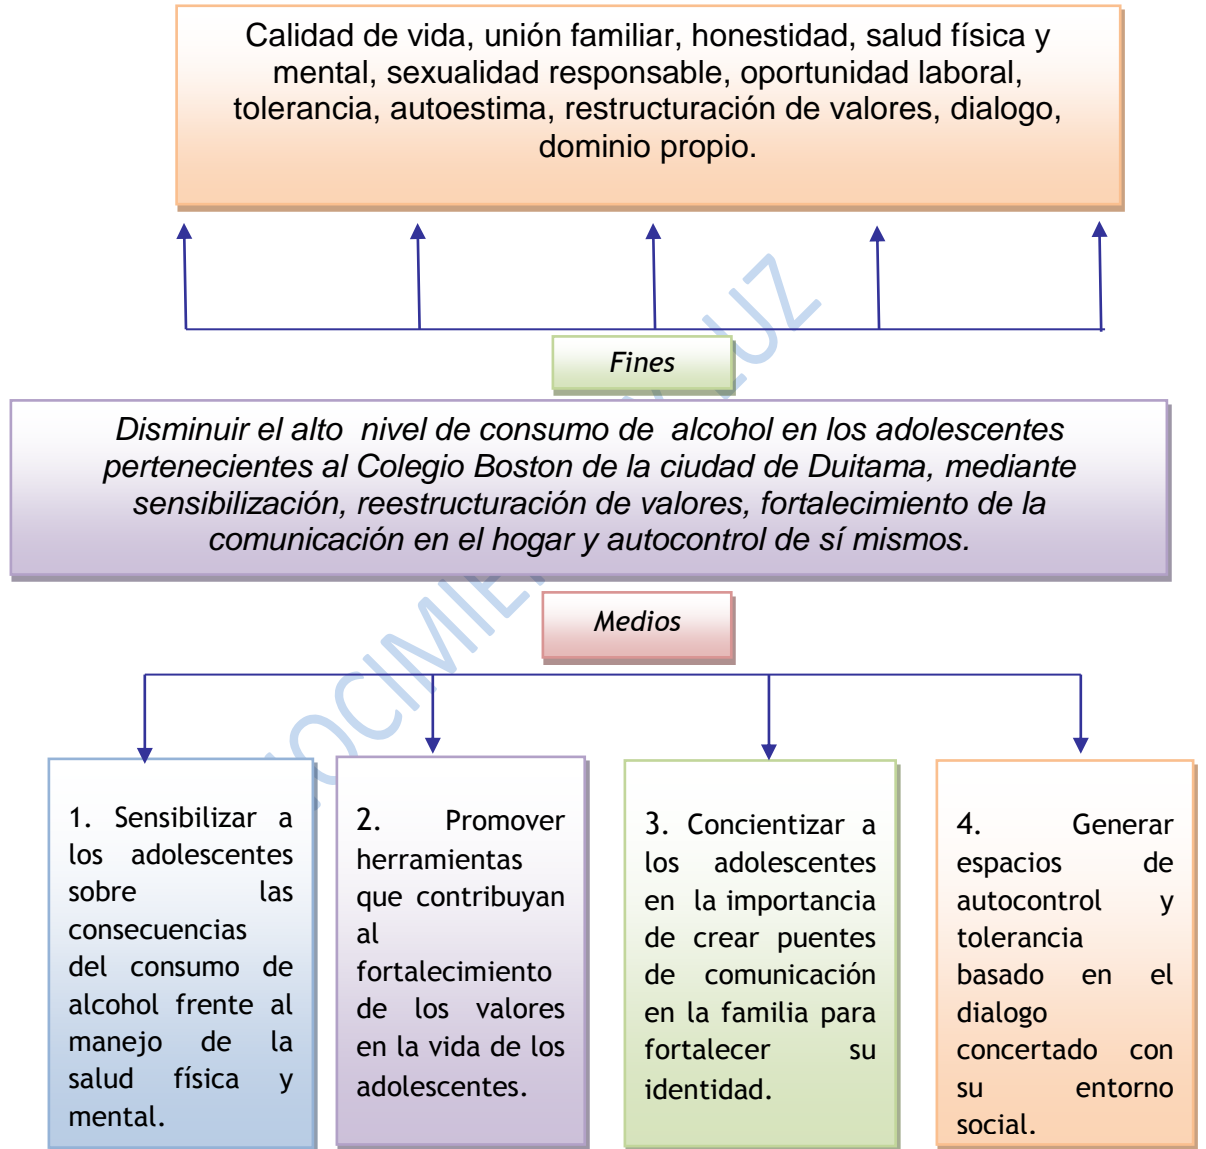 Calidad de vida, unión familiar, honestidad, salud física y
mental, sexualidad responsable, oportunidad laboral,
tolerancia, autoestima, restructuración de valores, dialogo,
dominio propio.
Fines
Disminuir el alto nivel de consumo de alcohol en los adolescentes
pertenecientes al Colegio Boston de la ciudad de Duitama, mediante
sensibilización, reestructuración de valores, fortalecimiento de la
comunicación en el hogar y autocontrol de sí mismos.
Medios
1. Sensibilizar a
los adolescentes
sobre las
consecuencias
del consumo de
alcohol frente al
manejo de la
salud física y
mental.
2. Promover
herramientas
que contribuyan
al
fortalecimiento
de los valores
en la vida de los
adolescentes.
3. Concientizar a
los adolescentes
en la importancia
de crear puentes
de comunicación
en la familia para
fortalecer su
identidad.
4. Generar
espacios de
autocontrol y
tolerancia
basado en el
dialogo
concertado con
su entorno
social.